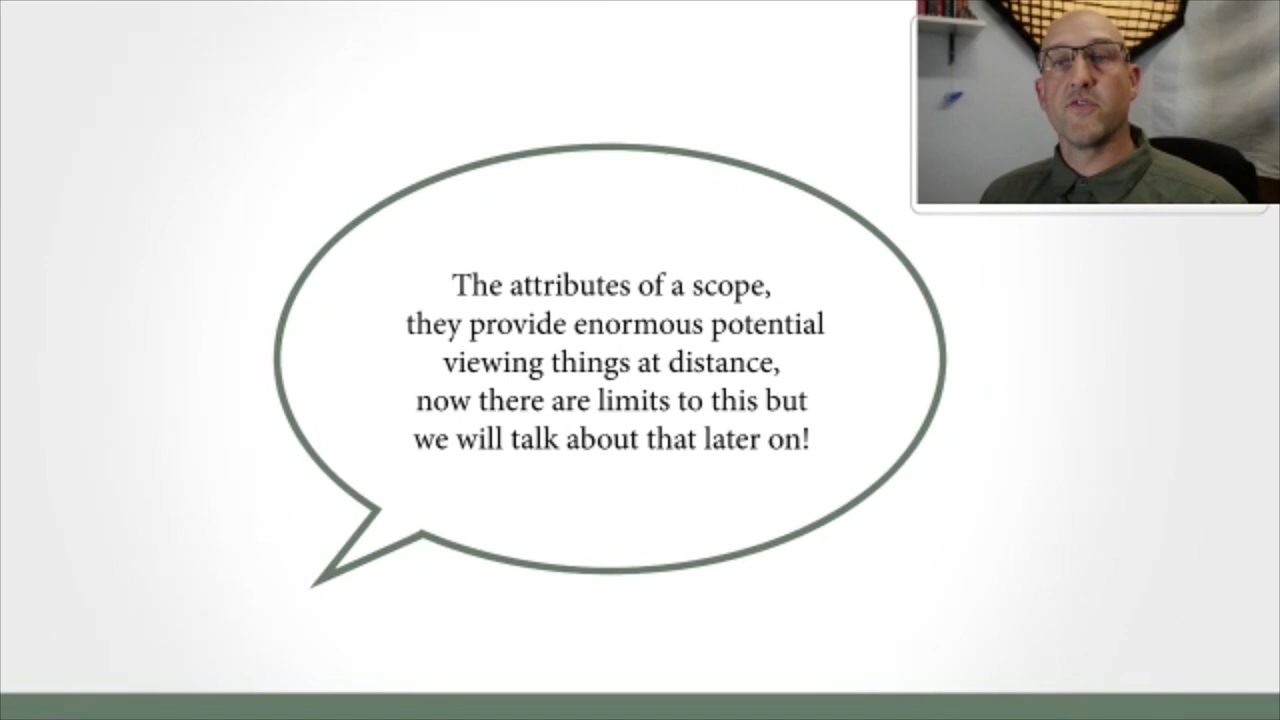 The attributes of a scope,
they provide enormous potential
viewing things at distance,
now there are limits to this but
we will talk about that later on!